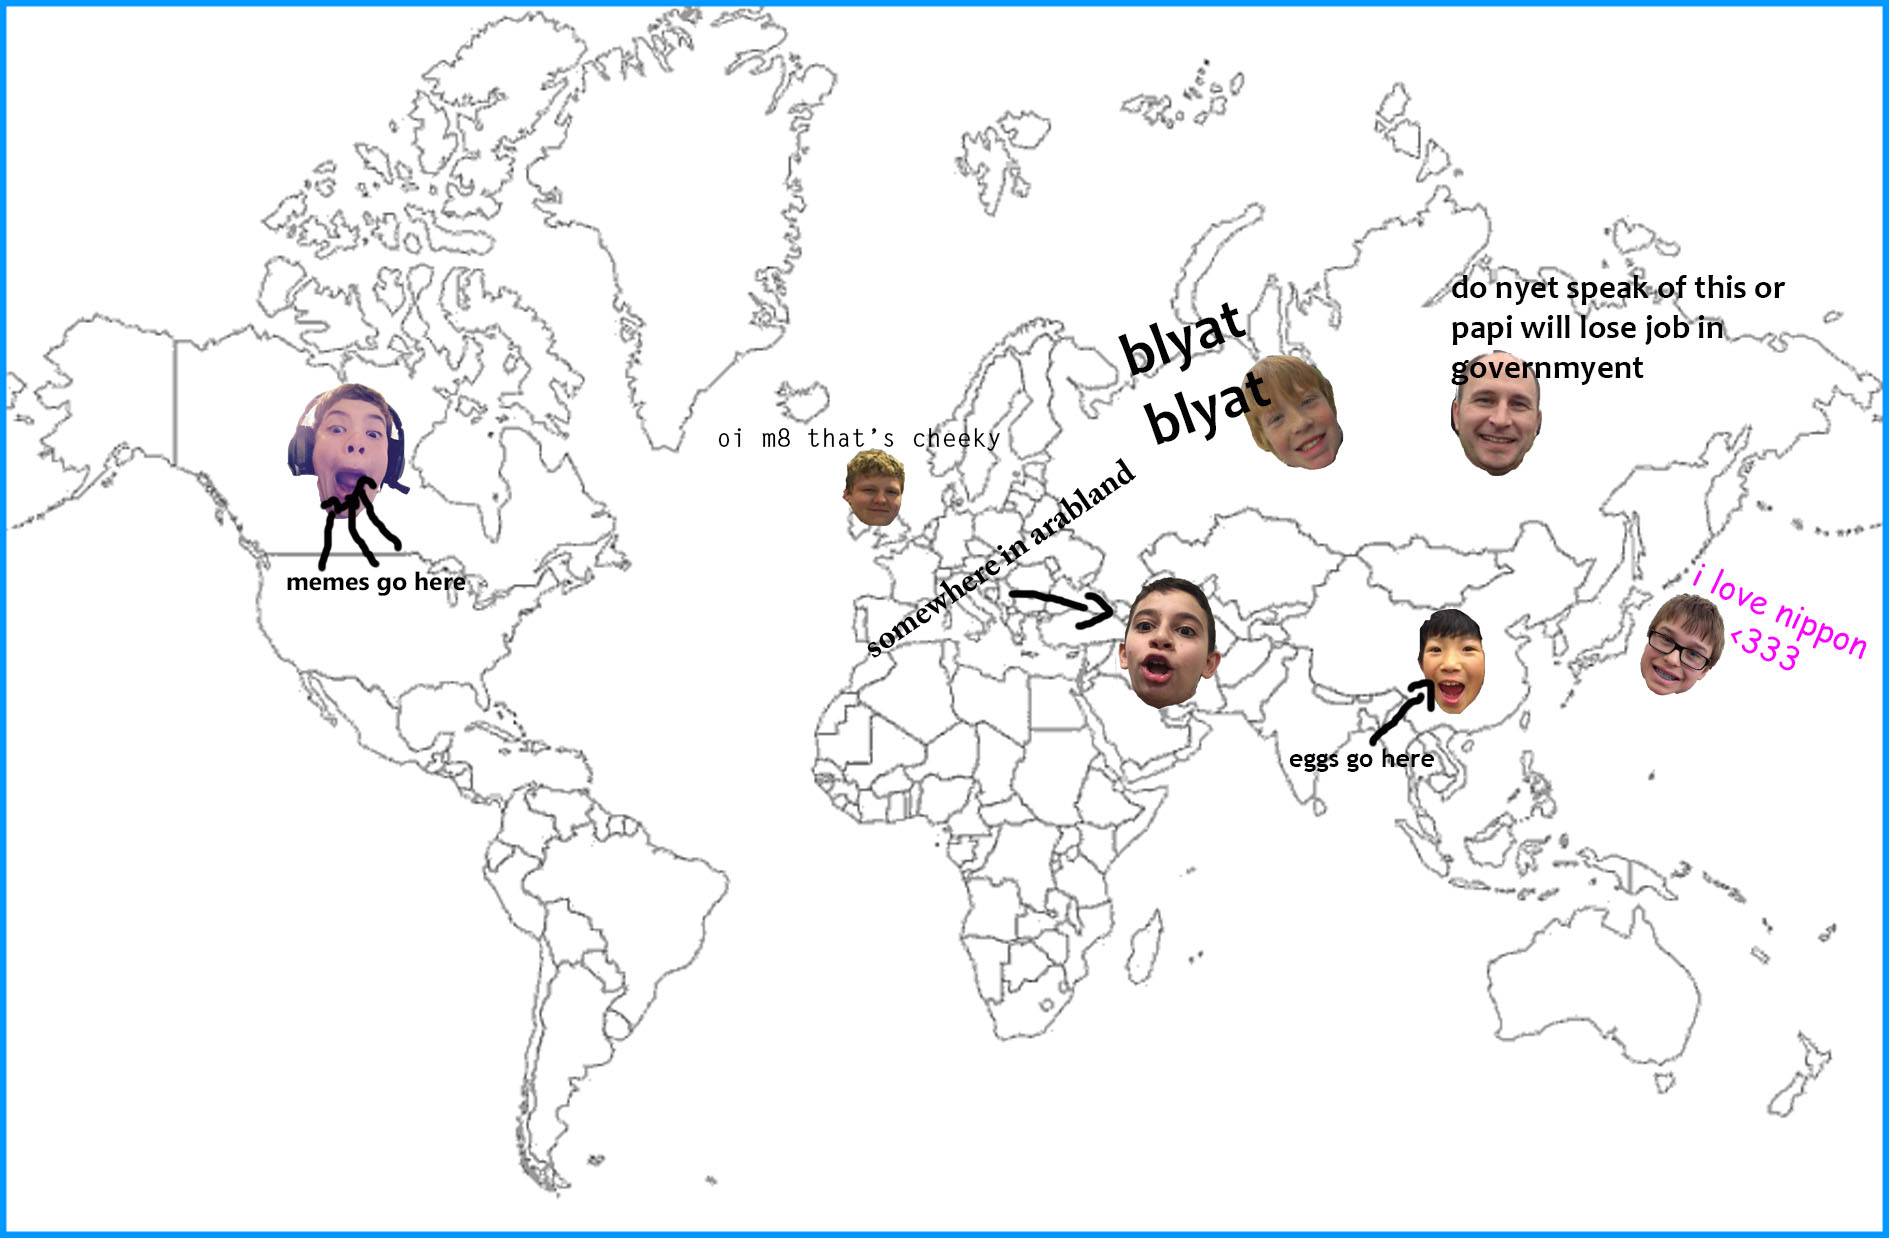 do nyet speak of this or
papi will lose job in
governmyent
blyat
blyat
oi m8 that's cheeky
somewhere in arabland
memes go here
i love nippon
<333
eggs go here